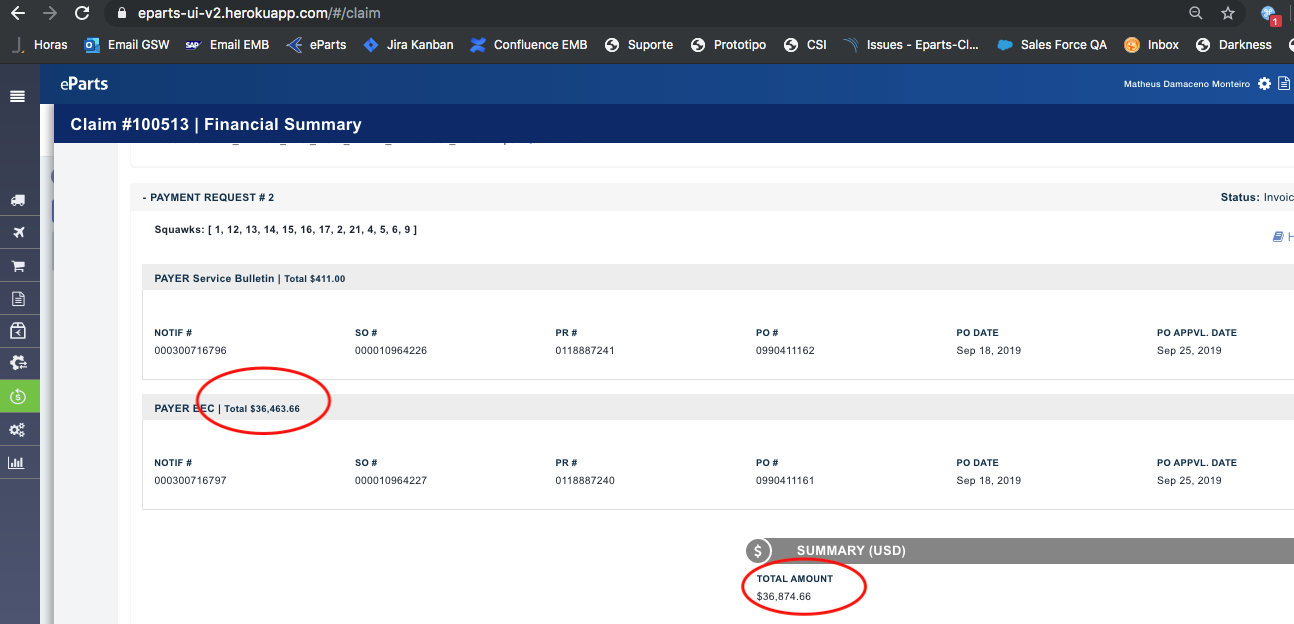 eparts-ui-v2.herokuapp.com/#/claim
1
Horas Email GSW SAP Email EMB eParts Jira Kanban Confluence EMB Suporte Prototipo CSI Issues - Eparts-Cl... Sales Force QA Inbox Darkness
eParts
Matheus Damaceno Monteiro
Claim #100513 | Financial Summary
- PAYMENT REQUEST # 2
Status: Invoic
Squawks: [ 1, 12, 13, 14, 15, 16, 17, 2, 21, 4, 5, 6, 9 ]
H
PAYER Service Bulletin | Total $411.00
NOTIF # SO # PR # PO # PO DATE PO APPVL. DATE
000300716796 000010964226 0118887241 0990411162 Sep 18, 2019 Sep 25, 2019
PAYER EEC | Total $36,463.66
NOTIF # SO # PR # PO # PO DATE PO APPVL. DATE
000300716797 000010964227 0118887240 0990411161 Sep 18, 2019 Sep 25, 2019
$ SUMMARY (USD)
TOTAL AMOUNT
$36,874.66